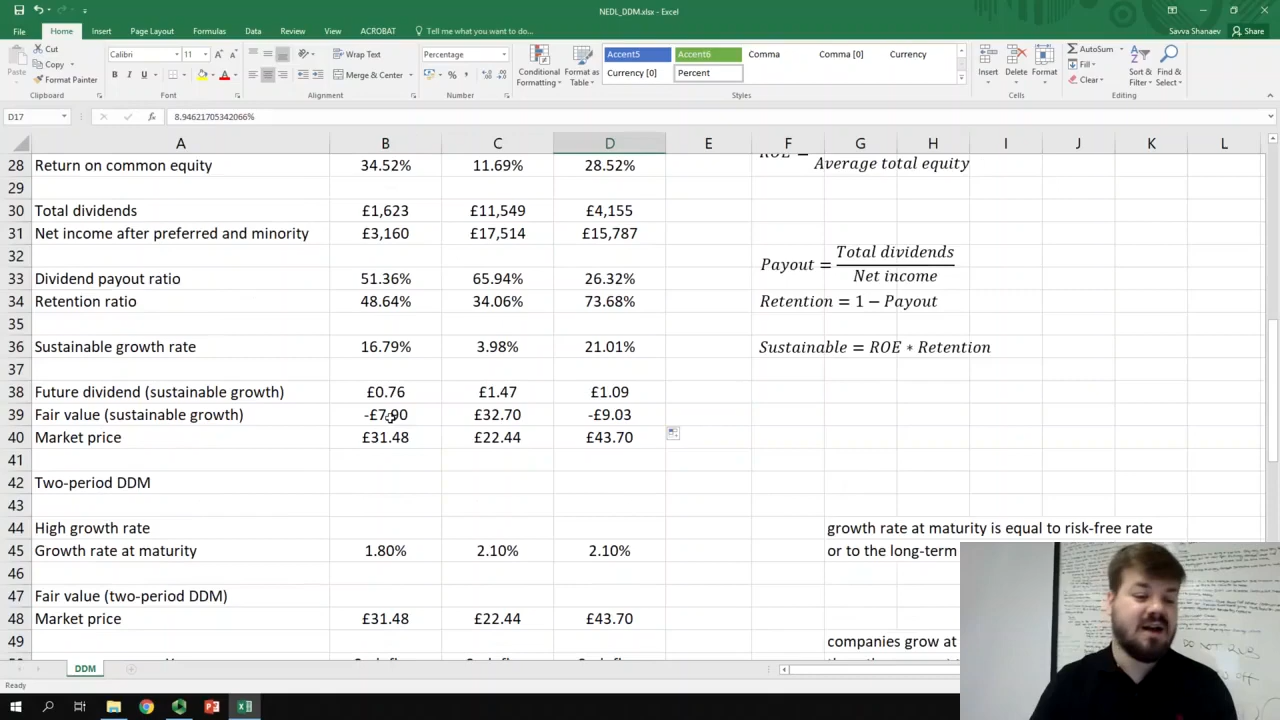 NEDL_DDM.xlsx - Excel
Savva Shanaev
File Home Insert Page Layout Formulas Data Review View ACROBAT Tell me what you want to do... Share
Paste
Cut
Copy
Format Painter
Clipboard
Calibri 11
B I U
Font
Wrap Text
Merge & Center
Alignment
Percentage
Number
Conditional Formatting
Format as Table
Accent5 Accent6 Comma Comma [0] Currency
Currency [0] Percent
Styles
Insert Delete Format
Cells
AutoSum
Fill
Clear
Sort & Filter
Find & Select
Editing
D17 8.94621705342066%
A B C D E F G H I J K L
28 Return on common equity 34.52% 11.69% 28.52% Average total equity
29
30 Total dividends £1,623 £11,549 £4,155
31 Net income after preferred and minority £3,160 £17,514 £15,787
32 Payout = Total dividends / Net income
33 Dividend payout ratio 51.36% 65.94% 26.32%
34 Retention ratio 48.64% 34.06% 73.68% Retention = 1 − Payout
35
36 Sustainable growth rate 16.79% 3.98% 21.01% Sustainable = ROE ∗ Retention
37
38 Future dividend (sustainable growth) £0.76 £1.47 £1.09
39 Fair value (sustainable growth) -£7.90 £32.70 -£9.03
40 Market price £31.48 £22.44 £43.70
41
42 Two-period DDM
43
44 High growth rate growth rate at maturity is equal to risk-free rate
45 Growth rate at maturity 1.80% 2.10% 2.10% or to the long-term
46
47 Fair value (two-period DDM)
48 Market price £31.48 £22.44 £43.70
49 companies grow at
DDM
Ready